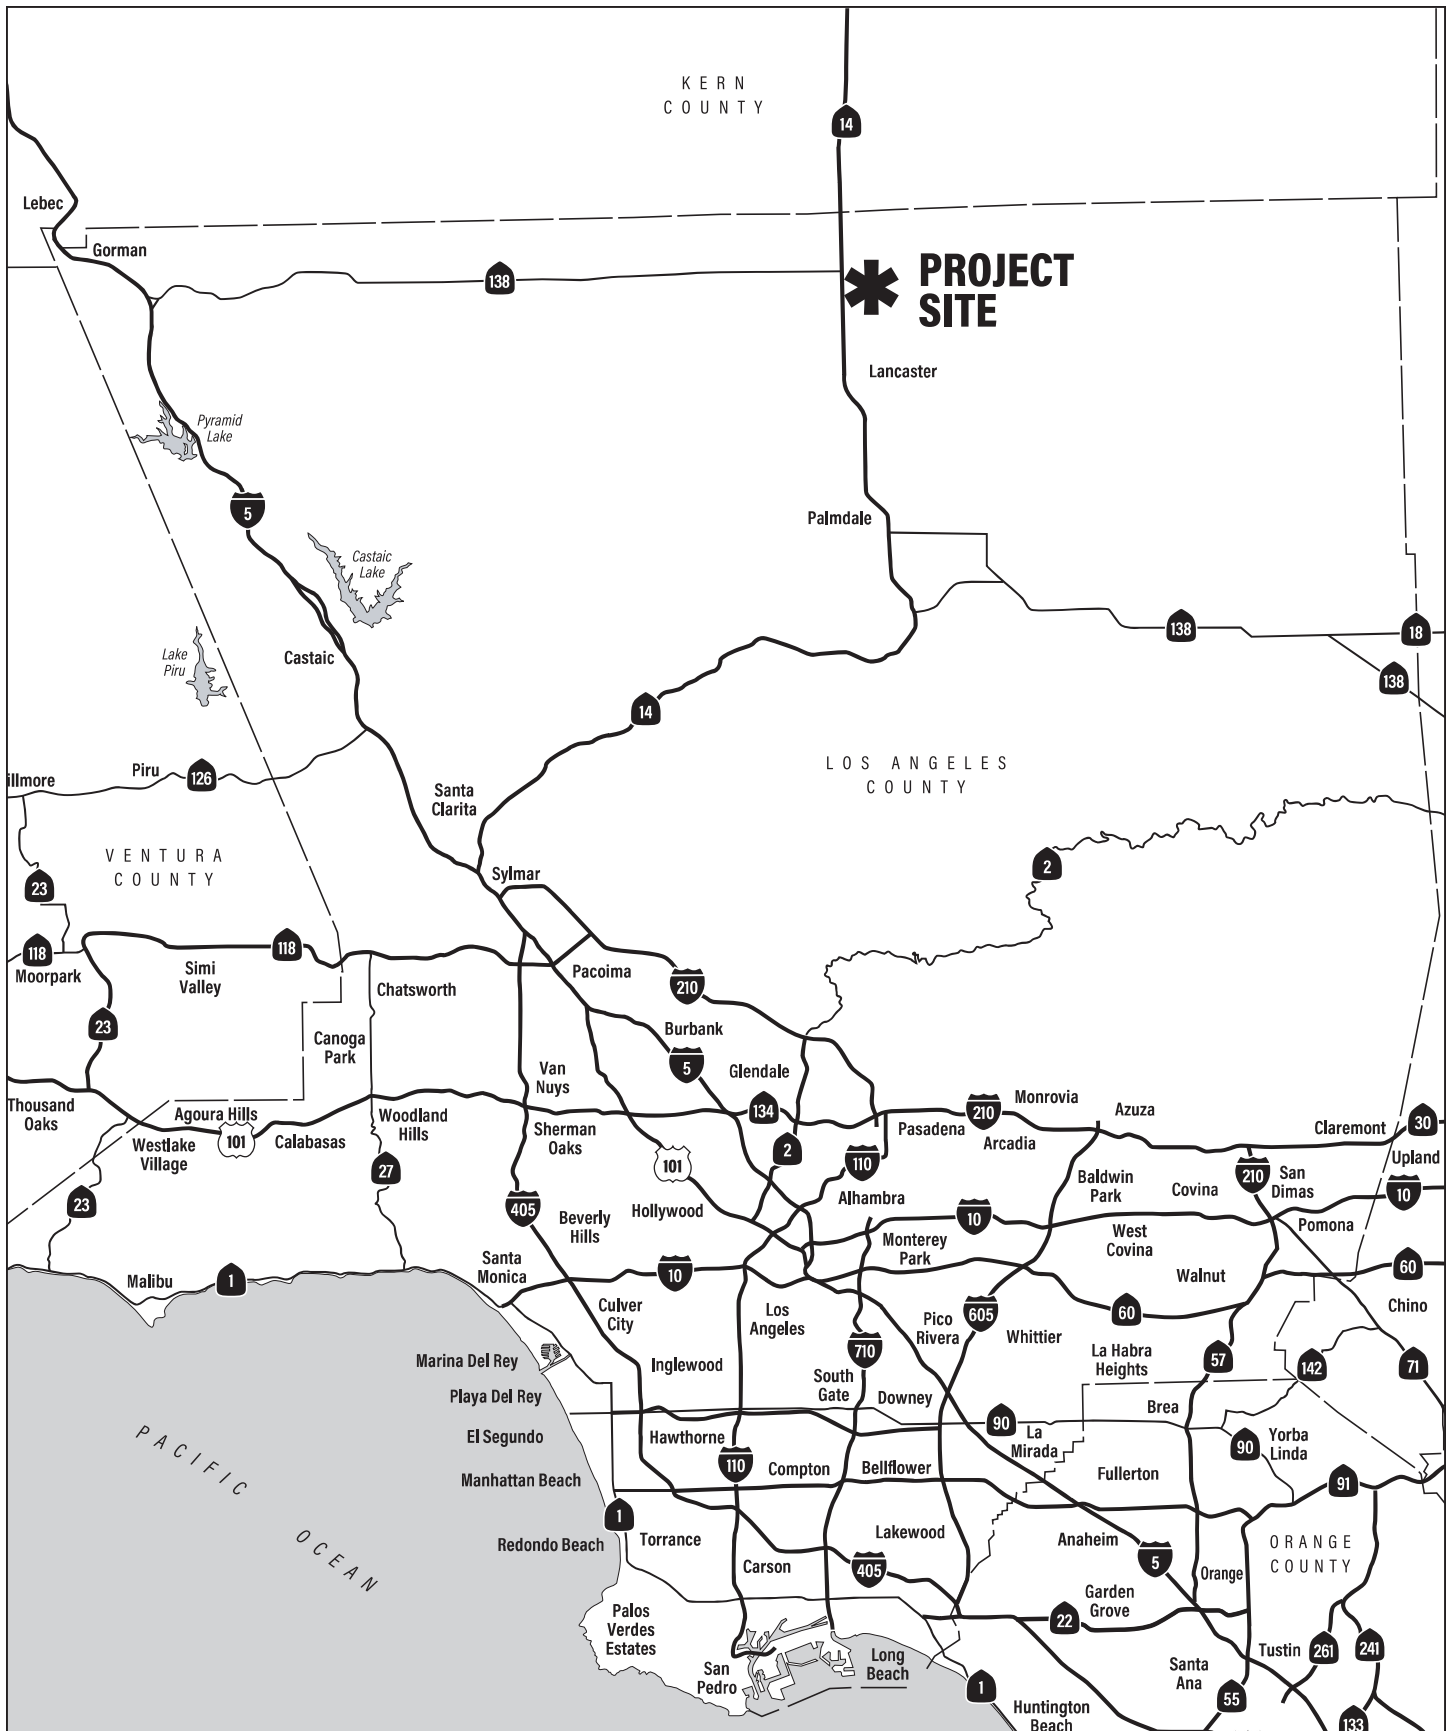 KERN
COUNTY
14
Lebec
Gorman
138
PROJECT
SITE
Lancaster
Pyramid
Lake
5
Palmdale
Castaic
Lake
138
18
Lake
Piru
Castaic
138
14
LOS ANGELES
COUNTY
illmore
Piru
126
Santa
Clarita
VENTURA
COUNTY
2
23
Sylmar
118
118
Moorpark
Simi
Valley
Pacoima
210
Chatsworth
23
Canoga
Park
Burbank
5
Van
Nuys
Glendale
Thousand
Oaks
Agoura Hills
101
Woodland
Hills
134
210
Monrovia
Azuza
30
Westlake
Village
Calabasas
Sherman
Oaks
2
Pasadena
Arcadia
Claremont
Upland
27
101
110
Baldwin
Park
Covina
210
San
Dimas
10
23
405
Beverly
Hills
Hollywood
Alhambra
10
Pomona
Monterey
Park
West
Covina
Santa
Monica
10
60
Malibu
1
Walnut
Culver
City
Los
Angeles
Pico
Rivera
605
Whittier
60
Chino
Marina Del Rey
Inglewood
710
La Habra
Heights
57
142
71
Playa Del Rey
South
Gate
Downey
Brea
El Segundo
Hawthorne
90
La
Mirada
90
Yorba
Linda
PACIFIC
OCEAN
Manhattan Beach
110
Compton
Bellflower
Fullerton
91
1
Redondo Beach
Torrance
Lakewood
Anaheim
5
ORANGE
COUNTY
Carson
405
Orange
Palos
Verdes
Estates
22
Garden
Grove
San
Pedro
Long
Beach
Tustin
261
241
Santa
Ana
1
55
Huntington
Beach
133